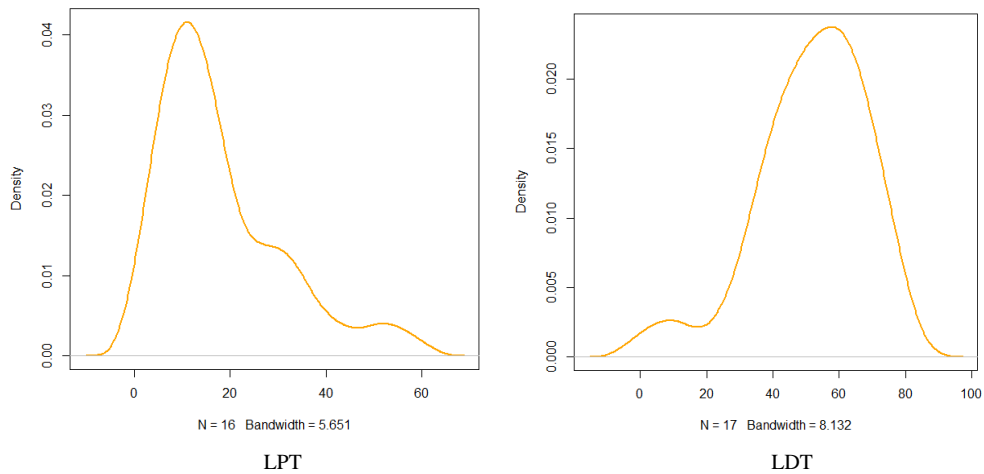 Density
0.00 0.01 0.02 0.03 0.04
0 20 40 60
N = 16 Bandwidth = 5.651
LPT
Density
0.000 0.005 0.010 0.015 0.020
0 20 40 60 80 100
N = 17 Bandwidth = 8.132
LDT